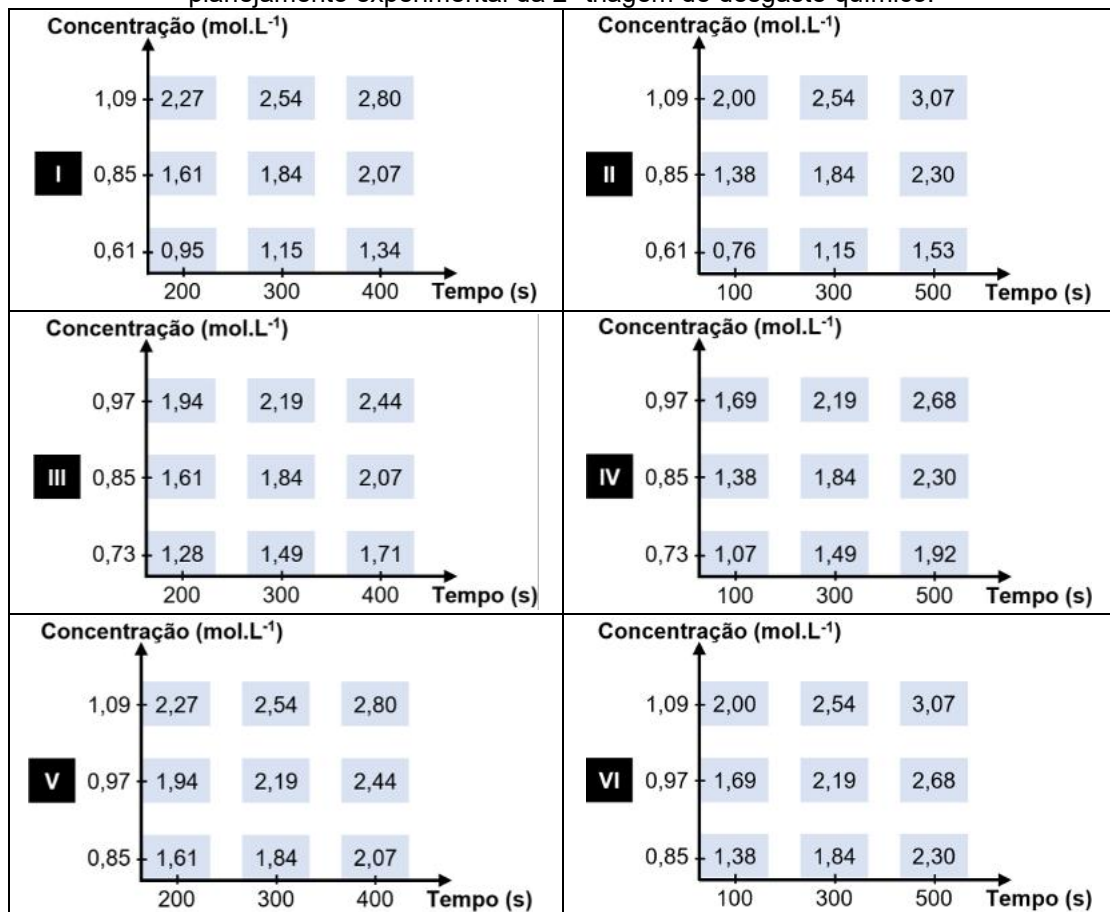 planejamento experimental da 2ª triagem do desgaste químico.
Concentração (mol.L⁻¹)
1,09 2,27 2,54 2,80
I 0,85 1,61 1,84 2,07
0,61 0,95 1,15 1,34
200 300 400 Tempo (s)
Concentração (mol.L⁻¹)
1,09 2,00 2,54 3,07
II 0,85 1,38 1,84 2,30
0,61 0,76 1,15 1,53
100 300 500 Tempo (s)
Concentração (mol.L⁻¹)
0,97 1,94 2,19 2,44
III 0,85 1,61 1,84 2,07
0,73 1,28 1,49 1,71
200 300 400 Tempo (s)
Concentração (mol.L⁻¹)
0,97 1,69 2,19 2,68
IV 0,85 1,38 1,84 2,30
0,73 1,07 1,49 1,92
100 300 500 Tempo (s)
Concentração (mol.L⁻¹)
1,09 2,27 2,54 2,80
V 0,97 1,94 2,19 2,44
0,85 1,61 1,84 2,07
200 300 400 Tempo (s)
Concentração (mol.L⁻¹)
1,09 2,00 2,54 3,07
VI 0,97 1,69 2,19 2,68
0,85 1,38 1,84 2,30
100 300 500 Tempo (s)